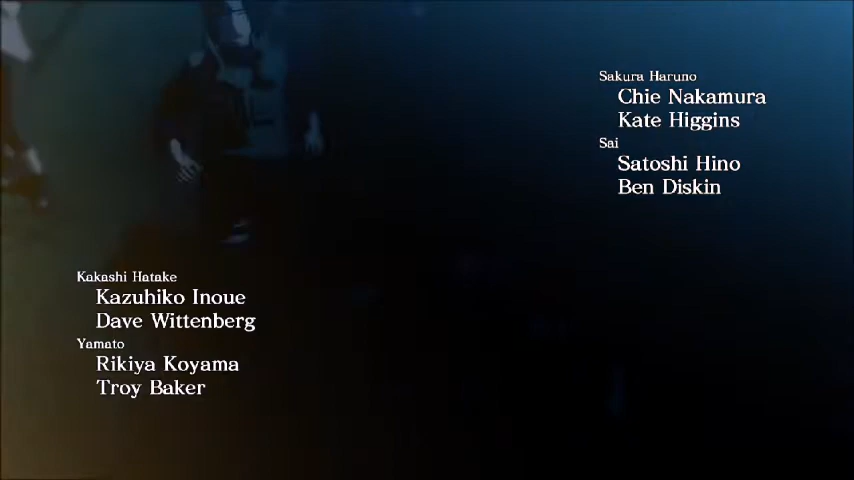 Sakura Haruno
Chie Nakamura
Kate Higgins
Sai
Satoshi Hino
Ben Diskin
Kakashi Hatake
Kazuhiko Inoue
Dave Wittenberg
Yamato
Rikiya Koyama
Troy Baker